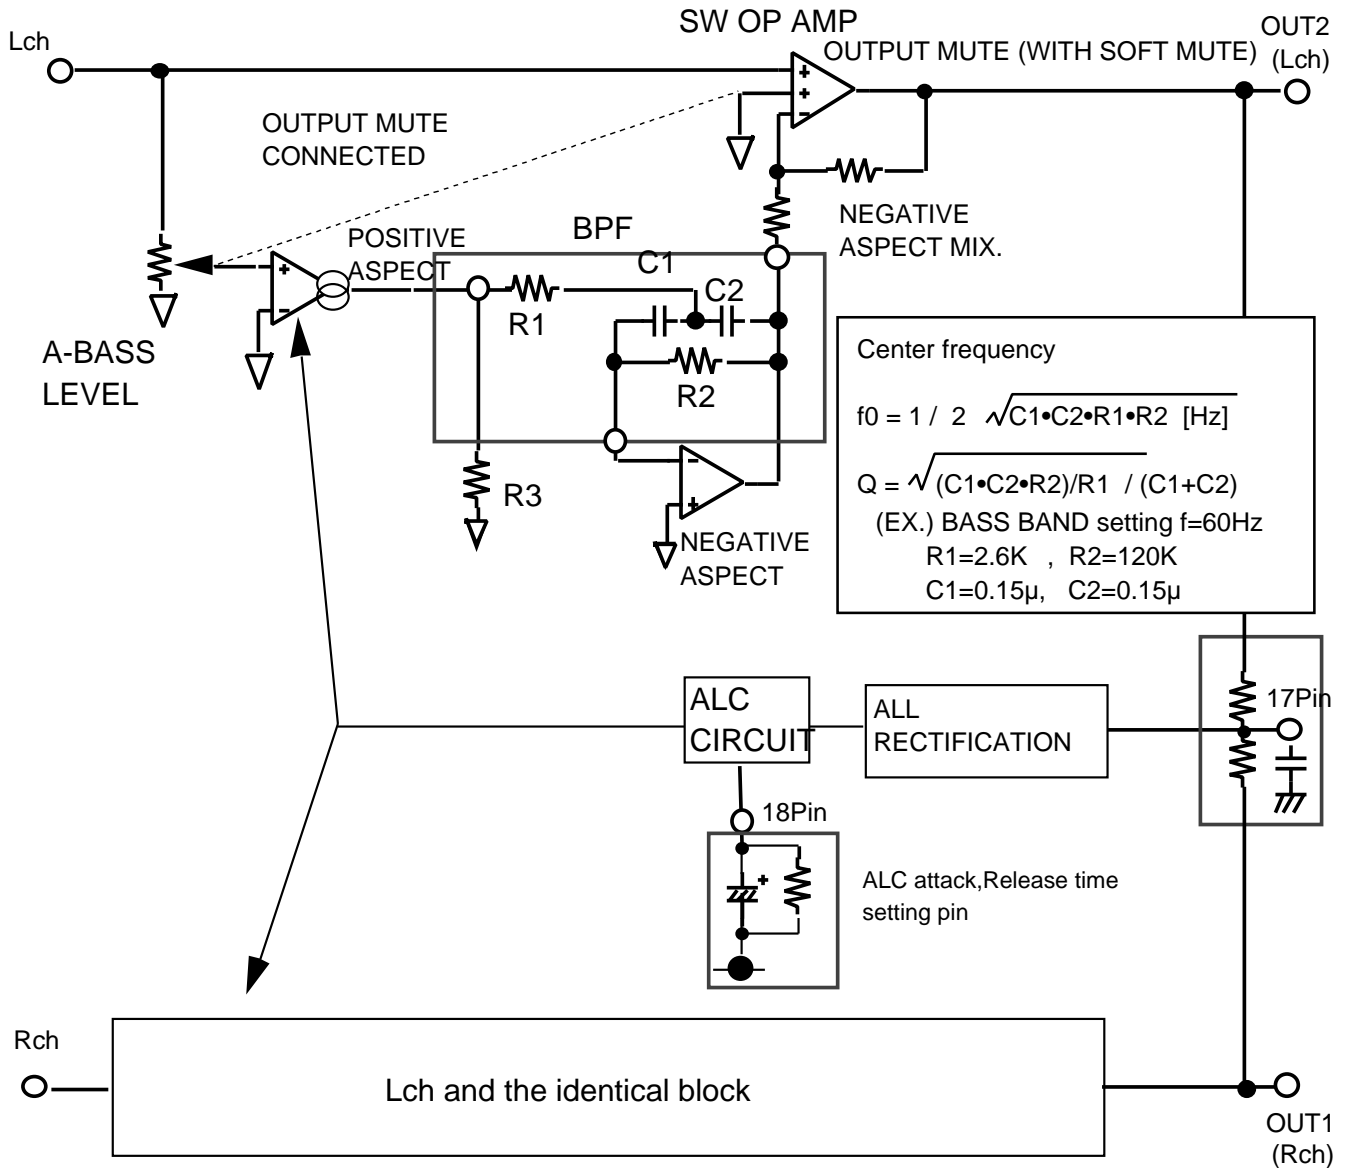 SW OP AMP
Lch
OUTPUT MUTE (WITH SOFT MUTE)
OUT2
(Lch)
OUTPUT MUTE
CONNECTED
NEGATIVE
ASPECT MIX.
BPF
POSITIVE
ASPECT
C1
C2
R1
R2
R3
A-BASS
LEVEL
NEGATIVE
ASPECT
Center frequency
f0 = 1 / 2 √C1•C2•R1•R2 [Hz]
Q = √(C1•C2•R2)/R1 / (C1+C2)
(EX.) BASS BAND setting f=60Hz
R1=2.6K , R2=120K
C1=0.15µ, C2=0.15µ
ALC
CIRCUIT
ALL
RECTIFICATION
17Pin
18Pin
ALC attack,Release time
setting pin
Rch
Lch and the identical block
OUT1
(Rch)